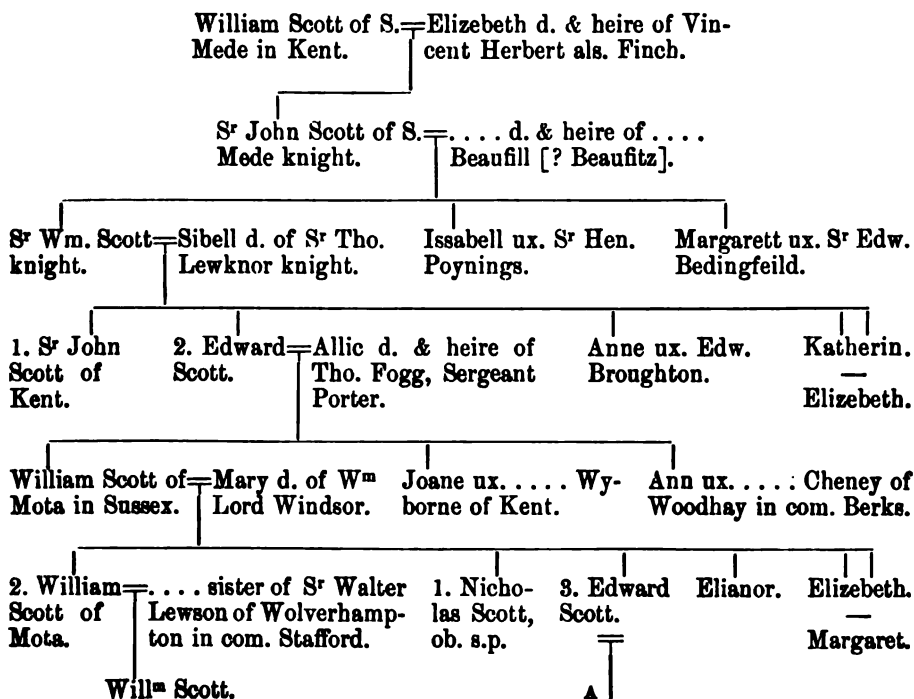 William Scott of S. Elizebeth d. & heire of Vin-
Mede in Kent. cent Herbert als. Finch.
Sʳ John Scott of S. . . . . d. & heire of . . . .
Mede knight. Beaufill [? Beaufitz].
Sʳ Wm. Scott Sibell d. of Sʳ Tho. Issabell ux. Sʳ Hen. Margarett ux. Sʳ Edw.
knight. Lewknor knight. Poynings. Bedingfeild.
1. Sʳ John 2. Edward Allic d. & heire of Anne ux. Edw. Katherin.
Scott of Scott. Tho. Fogg, Sergeant Broughton. —
Kent. Porter. Elizebeth.
William Scott of Mary d. of Wᵐ Joane ux. . . . . . Wy- Ann ux. . . . . : Cheney of
Mota in Sussex. Lord Windsor. borne of Kent. Woodhay in com. Berks.
2. William . . . . sister of Sʳ Walter 1. Nicho- 3. Edward Elianor. Elizebeth.
Scott of Lewson of Wolverhamp- las Scott, Scott. —
Mota. ton in com. Stafford. ob. s.p. Margaret.
Willᵐ Scott. A